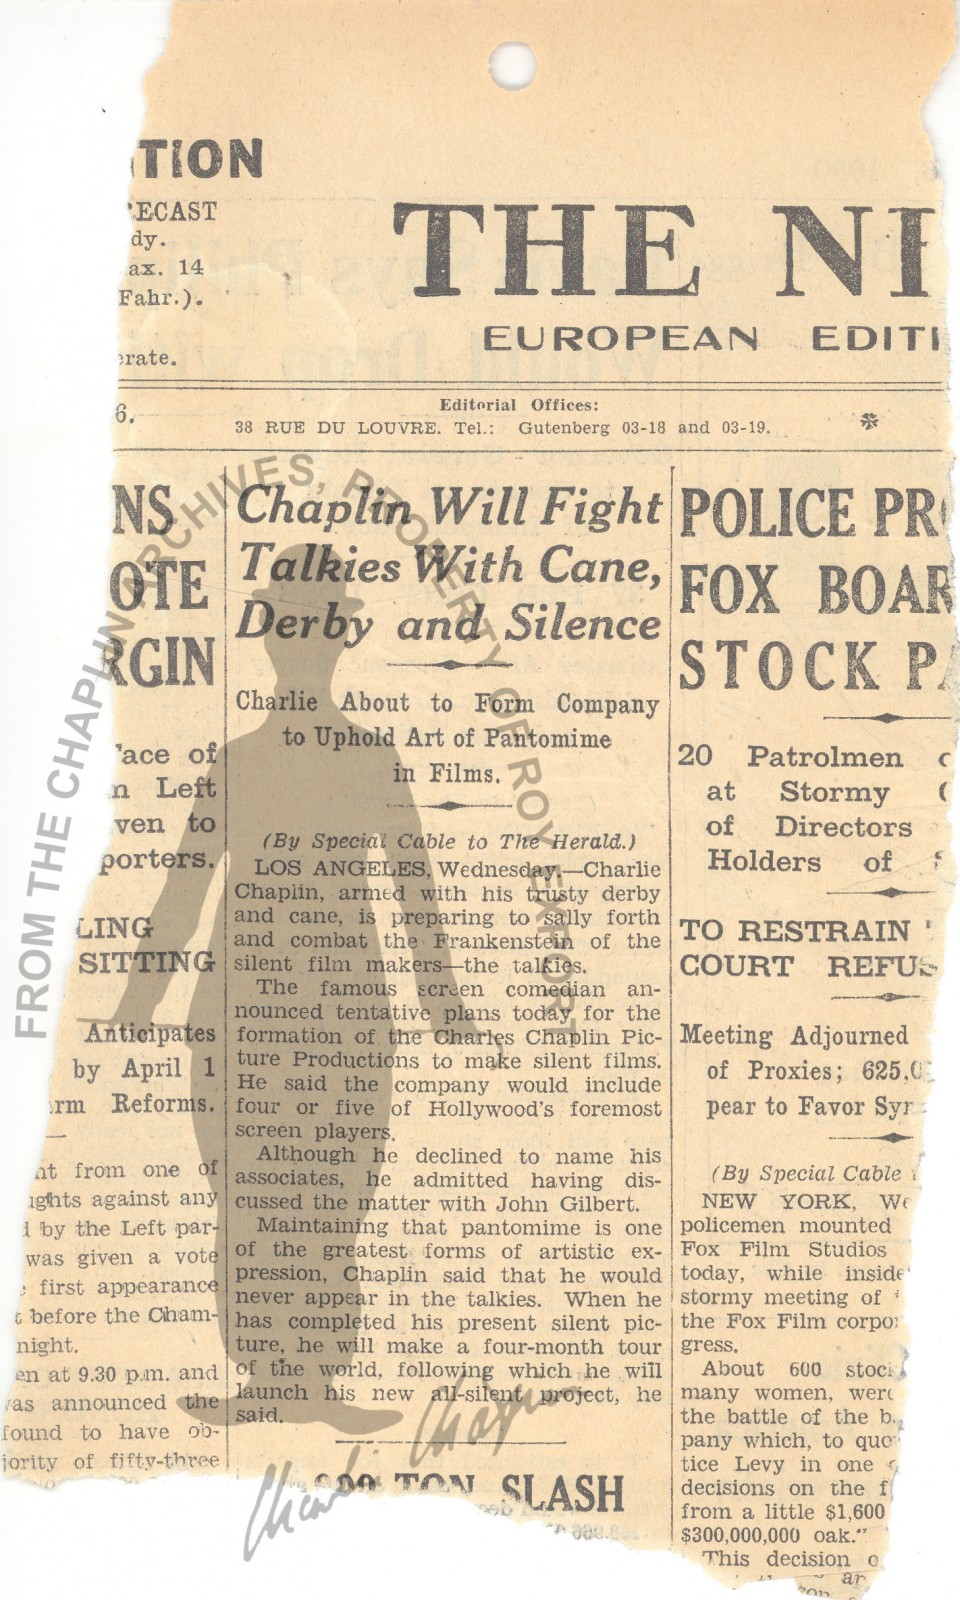 ITION
ECAST
dy.
ax. 14
Fahr.).
erate.
THE
EUROPEAN EDITI
6.
Editorial Offices:
38 RUE DU LOUVRE. Tel.: Gutenberg 03-18 and 03-19.
NS
OTE
RGIN
ace of
n Left
ven to
porters.
LING
SITTING
Anticipates
by April 1
rm Reforms.
nt from one of
ughts against any
d by the Left par-
was given a vote
first appearance
t before the Cham-
night.
en at 9.30 p.m. and
was announced the
found to have ob-
jority of fifty-three
Chaplin Will Fight
Talkies With Cane,
Derby and Silence
Charlie About to Form Company
to Uphold Art of Pantomime
in Films.
(By Special Cable to The Herald.)
LOS ANGELES, Wednesday.—Charlie
Chaplin, armed with his trusty derby
and cane, is preparing to sally forth
and combat the Frankenstein of the
silent film makers—the talkies.
The famous screen comedian an-
nounced tentative plans today for the
formation of the Charles Chaplin Pic-
ture Productions to make silent films.
He said the company would include
four or five of Hollywood's foremost
screen players.
Although he declined to name his
associates, he admitted having dis-
cussed the matter with John Gilbert.
Maintaining that pantomime is one
of the greatest forms of artistic ex-
pression, Chaplin said that he would
never appear in the talkies. When he
has completed his present silent pic-
ture, he will make a four-month tour
of the world, following which he will
launch his new all-silent project, he
said.
TON SLASH
POLICE PR
FOX BOAR
STOCK P
20 Patrolmen
at Stormy
of Directors
Holders of
TO RESTRAIN
COURT REFUS
Meeting Adjourned
of Proxies; 625,0
pear to Favor Syn
(By Special Cable
NEW YORK, We
policemen mounted
Fox Film Studios
today, while inside
stormy meeting of
the Fox Film corpor
gress.
About 600 stock
many women, were
the battle of the b
pany which, to quo
tice Levy in one
decisions on the f
from a little $1,600
$300,000,000 oak."
This decision
FROM THE CHAPLIN ARCHIVES, PROPERTY OF ROY EXPORT
Charlie Chaplin